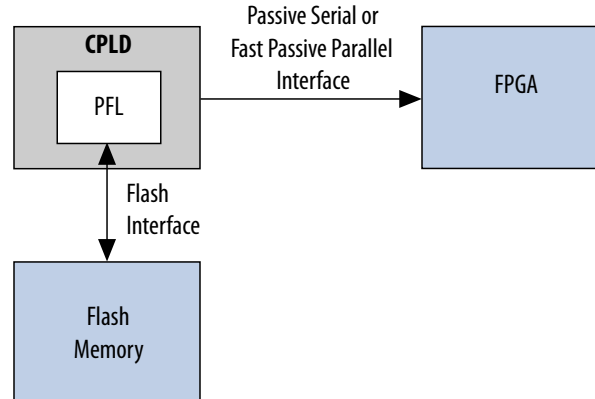 CPLD
PFL
Passive Serial or
Fast Passive Parallel
Interface
FPGA
Flash
Interface
Flash
Memory